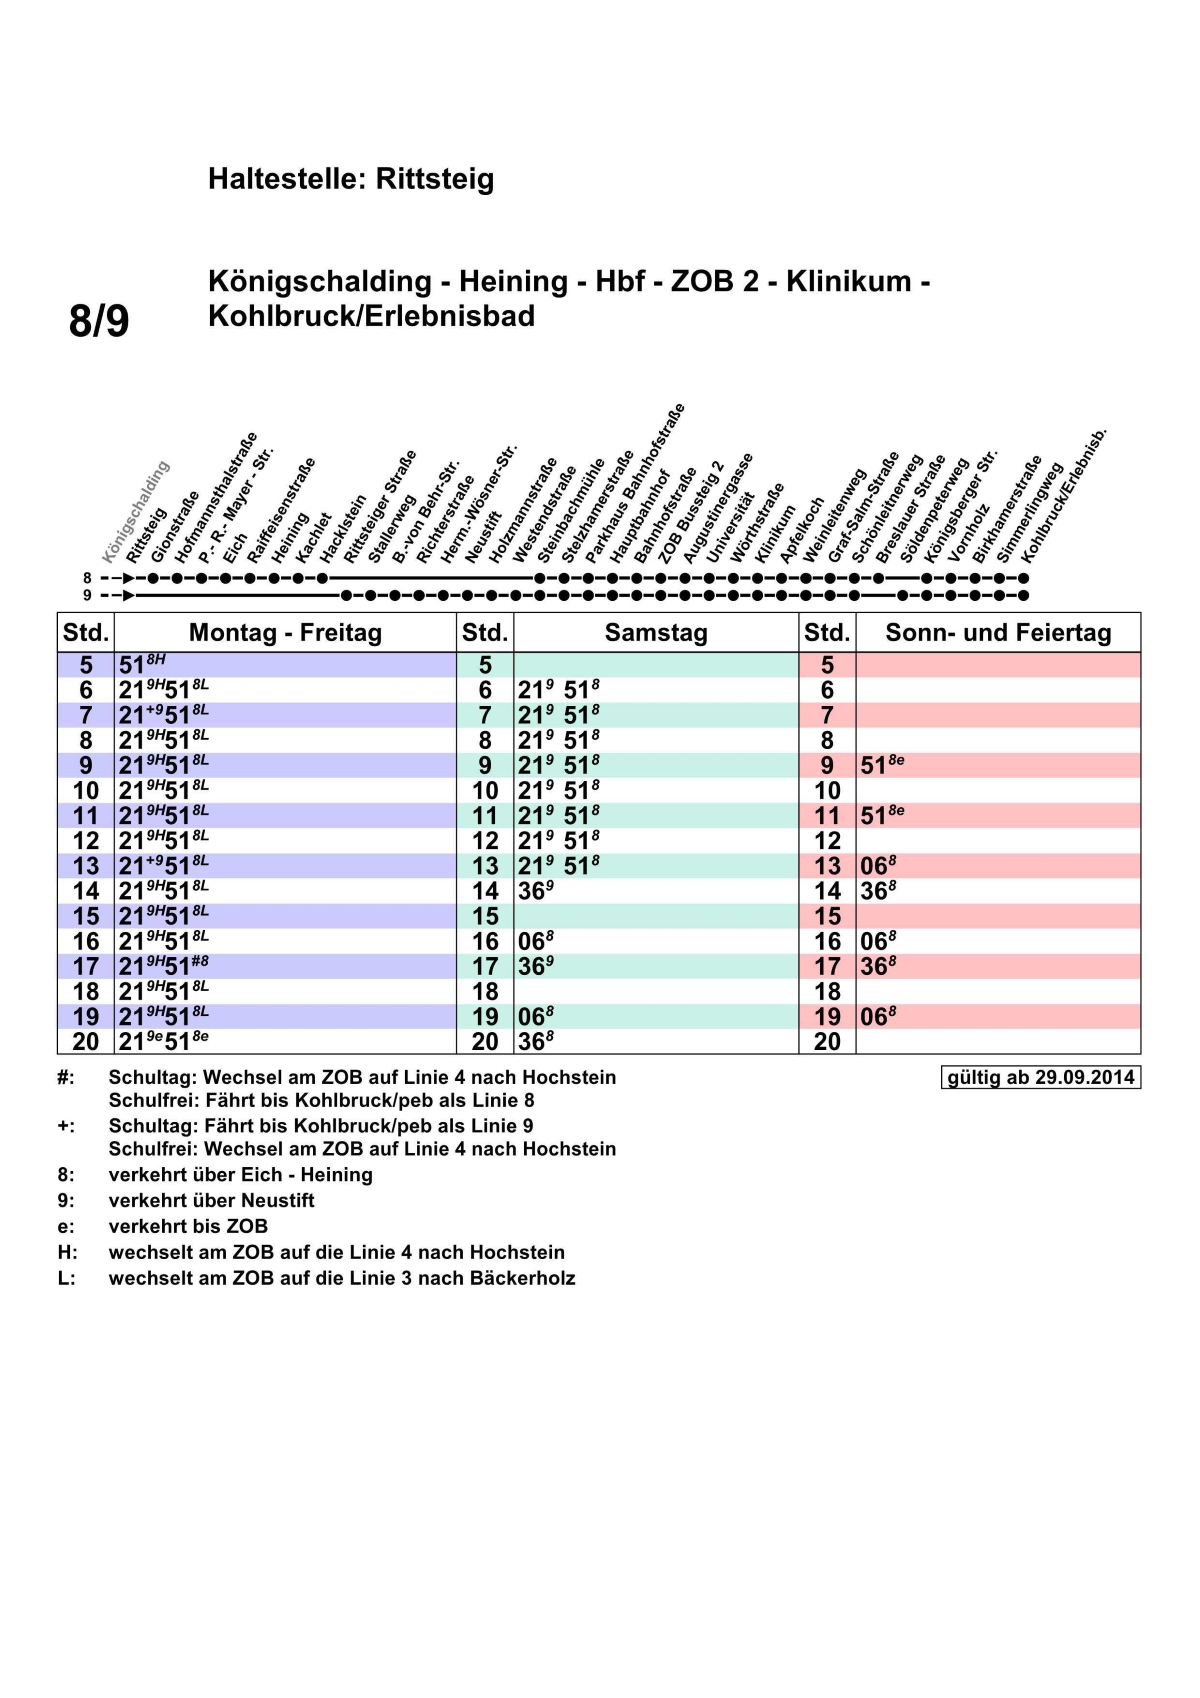 Haltestelle: Rittsteig
Königschalding - Heining - Hbf - ZOB 2 - Klinikum -
8/9 Kohlbruck/Erlebnisbad
Königschalding
Rittsteig
Gionstraße
Hofmannsthalstraße
P.- R.- Mayer - Str.
Eich
Raiffeisenstraße
Heining
Kachlet
Hacklstein
Rittsteiger Straße
Stallerweg
B.-von Behr-Str.
Richterstraße
Herm.-Wösner-Str.
Neustift
Holzmannstraße
Westendstraße
Steinbachmühle
Stelzhamerstraße
Parkhaus Bahnhofstraße
Hauptbahnhof
Bahnhofstraße
ZOB Bussteig 2
Augustinergasse
Universität
Wörthstraße
Klinikum
Apfelkoch
Weinleitenweg
Graf-Salm-Straße
Schönleitnerweg
Breslauer Straße
Söldenpeterweg
Königsberger Str.
Vornholz
Birkhamerstraße
Simmerlingweg
Kohlbruck/Erlebnisb.
8
9
Std. Montag - Freitag Std. Samstag Std. Sonn- und Feiertag
5 51 8H 5 5
6 21 9H 51 8L 6 21 9 51 8 6
7 21 +9 51 8L 7 21 9 51 8 7
8 21 9H 51 8L 8 21 9 51 8 8
9 21 9H 51 8L 9 21 9 51 8 9 51 8e
10 21 9H 51 8L 10 21 9 51 8 10
11 21 9H 51 8L 11 21 9 51 8 11 51 8e
12 21 9H 51 8L 12 21 9 51 8 12
13 21 +9 51 8L 13 21 9 51 8 13 06 8
14 21 9H 51 8L 14 36 9 14 36 8
15 21 9H 51 8L 15 15
16 21 9H 51 8L 16 06 8 16 06 8
17 21 9H 51 #8 17 36 9 17 36 8
18 21 9H 51 8L 18 18
19 21 9H 51 8L 19 06 8 19 06 8
20 21 9e 51 8e 20 36 8 20
#: Schultag: Wechsel am ZOB auf Linie 4 nach Hochstein gültig ab 29.09.2014
Schulfrei: Fährt bis Kohlbruck/peb als Linie 8
+: Schultag: Fährt bis Kohlbruck/peb als Linie 9
Schulfrei: Wechsel am ZOB auf Linie 4 nach Hochstein
8: verkehrt über Eich - Heining
9: verkehrt über Neustift
e: verkehrt bis ZOB
H: wechselt am ZOB auf die Linie 4 nach Hochstein
L: wechselt am ZOB auf die Linie 3 nach Bäckerholz